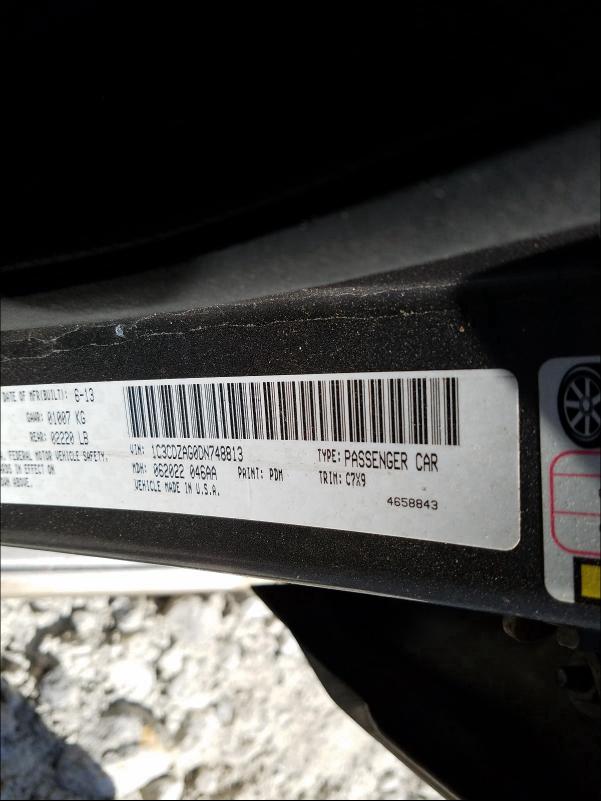 DATE OF MFR(BUILT): 6-13
GAWR: 01007 KG
REAR: 02220 LB
FEDERAL MOTOR VEHICLE SAFETY,
IN EFFECT ON
ABOVE.
VIN: 1C3CDZAG0DN748813
TYPE: PASSENGER CAR
MDH: 062022 046AA
PAINT: PDM
TRIM: C7X9
VEHICLE MADE IN U.S.A.
4658843